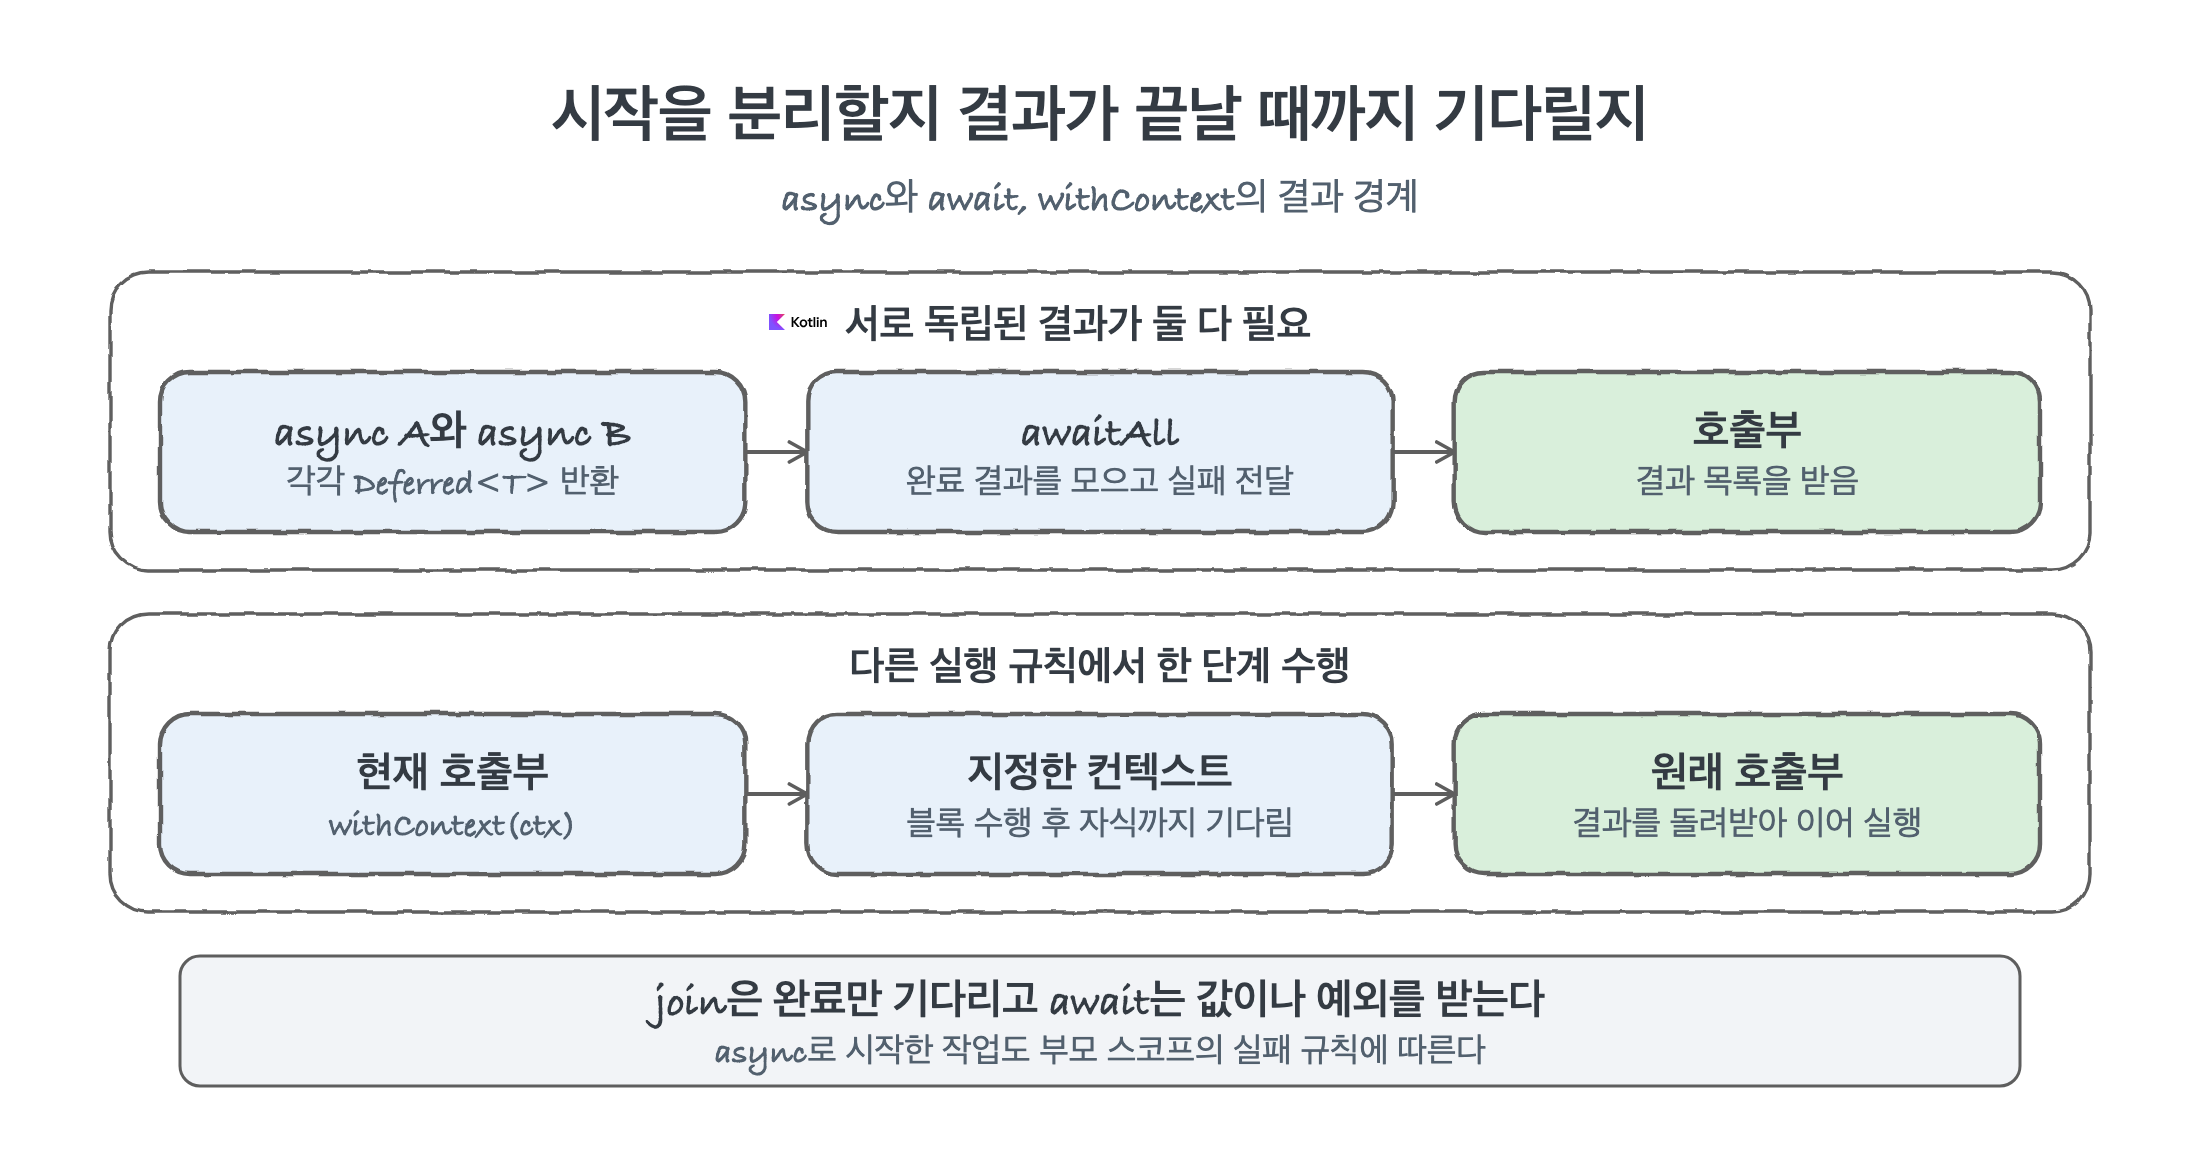 시작을 분리할지 결과가 끝날 때까지 기다릴지
async와 await, withContext의 결과 경계
Kotlin 서로 독립된 결과가 둘 다 필요
async A와 async B
각각 Deferred<T> 반환
awaitAll
완료 결과를 모으고 실패 전달
호출부
결과 목록을 받음
다른 실행 규칙에서 한 단계 수행
현재 호출부
withContext(ctx)
지정한 컨텍스트
블록 수행 후 자식까지 기다림
원래 호출부
결과를 돌려받아 이어 실행
join은 완료만 기다리고 await는 값이나 예외를 받는다
async로 시작한 작업도 부모 스코프의 실패 규칙에 따른다